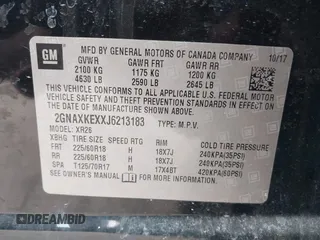 GM
MFD BY GENERAL MOTORS OF CANADA COMPANY
10/17
GVWR GAWR FRT GAWR RR
2100 KG 1175 KG 1200 KG
4630 LB 2590 LB 2645 LB
THIS VEHICLE CONFORMS TO ALL APPLICABLE U.S. FEDERAL MOTOR
VEHICLE SAFETY, BUMPER, AND THEFT PREVENTION STANDARDS IN
EFFECT ON THE DATE OF MANUFACTURE SHOWN ABOVE.
2GNAXKEXXJ6213183 TYPE: M.P.V.
MODEL: XR26
XBHG TIRE SIZE SPEED RTG RIM COLD TIRE PRESSURE
FRT 225/60R18 H 18X7J 240KPA(35PSI)
RR 225/60R18 H 18X7J 240KPA(35PSI)
SPA T125/70R17 M 17X4BT 420KPA(60PSI)
DREAMBID